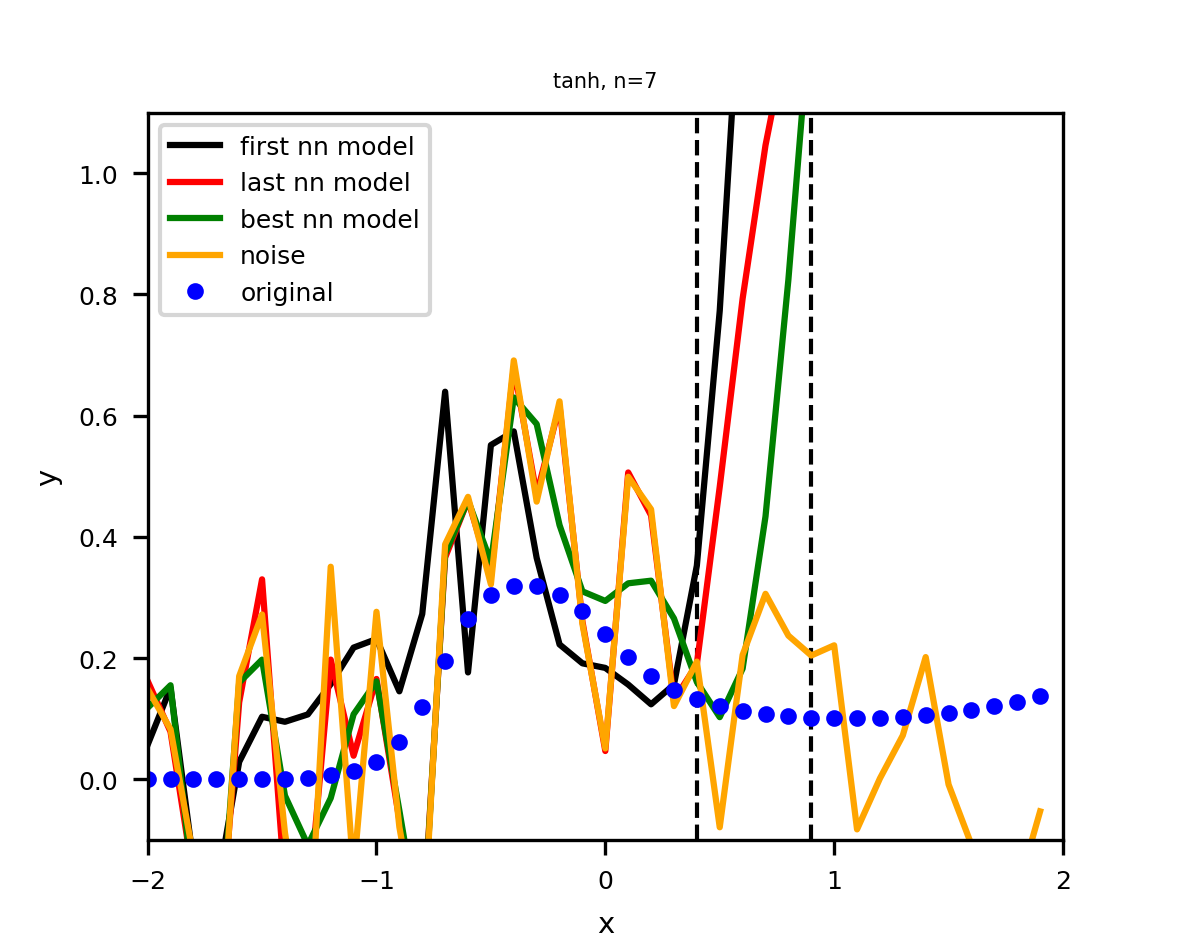 tanh, n=7
first nn model
last nn model
best nn model
noise
original
1.0
0.8
0.6
0.4
0.2
0.0
y
−2
−1
0
1
2
x